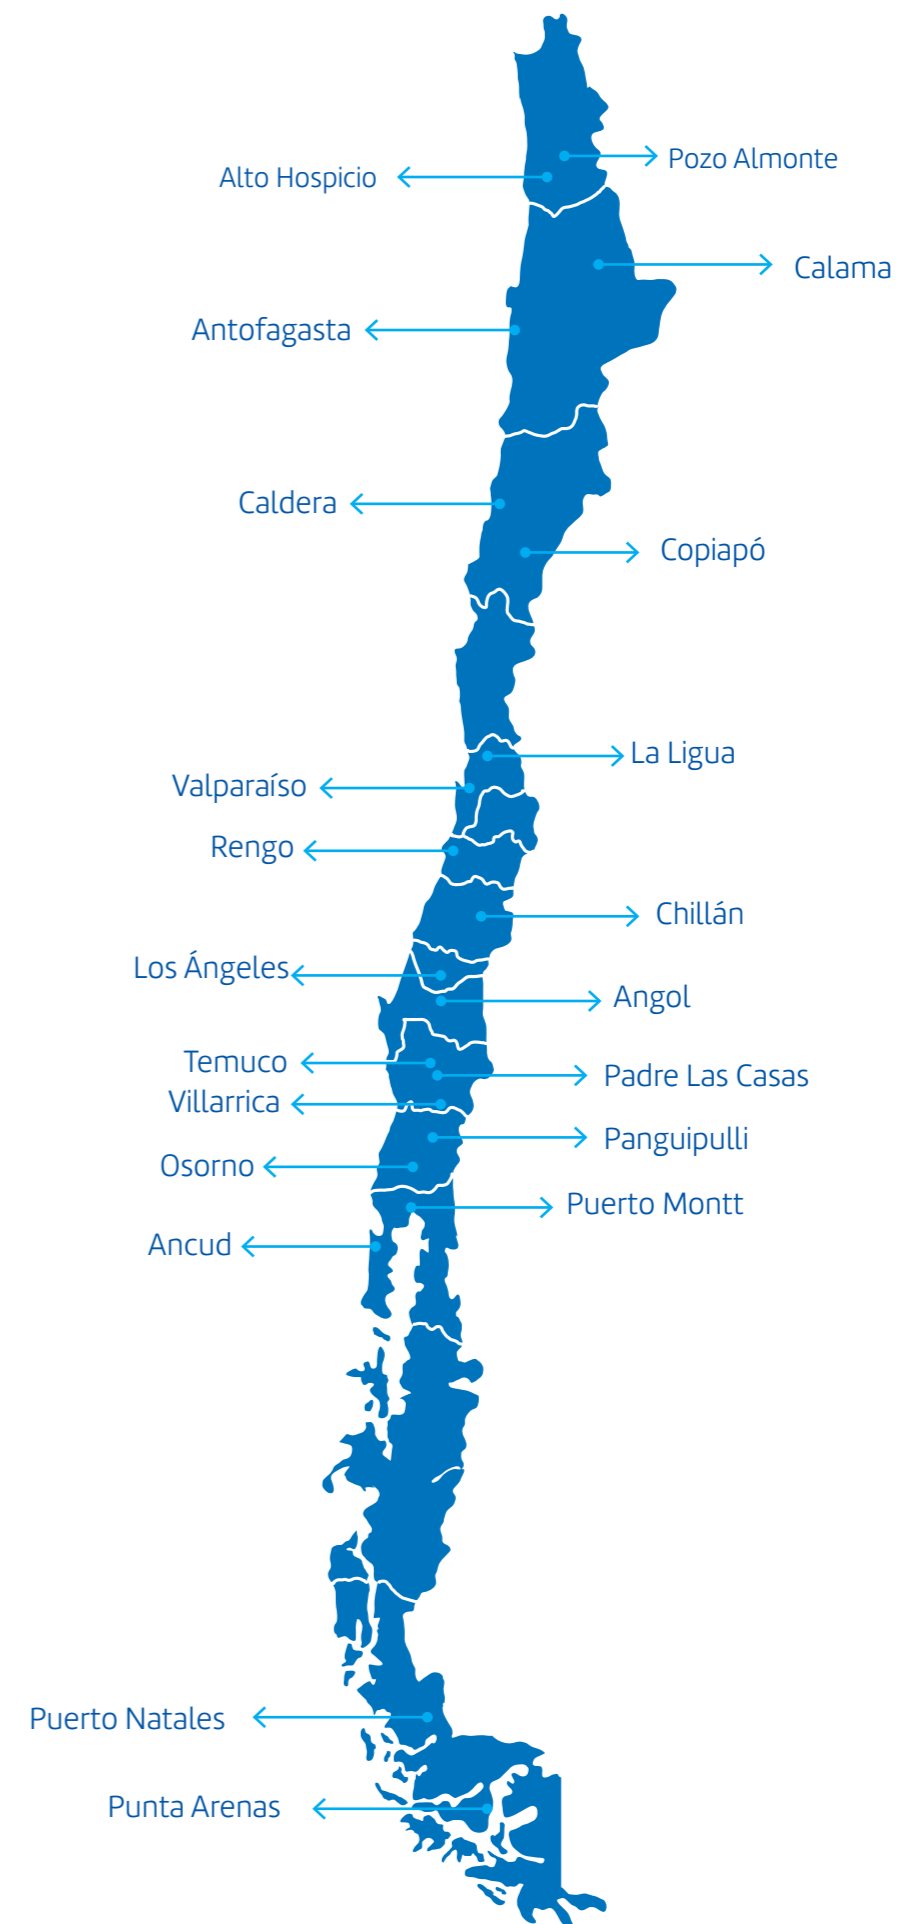 Pozo Almonte
Alto Hospicio
Calama
Antofagasta
Caldera
Copiapó
La Ligua
Valparaíso
Rengo
Chillán
Los Ángeles
Angol
Temuco
Padre Las Casas
Villarrica
Panguipulli
Osorno
Puerto Montt
Ancud
Puerto Natales
Punta Arenas